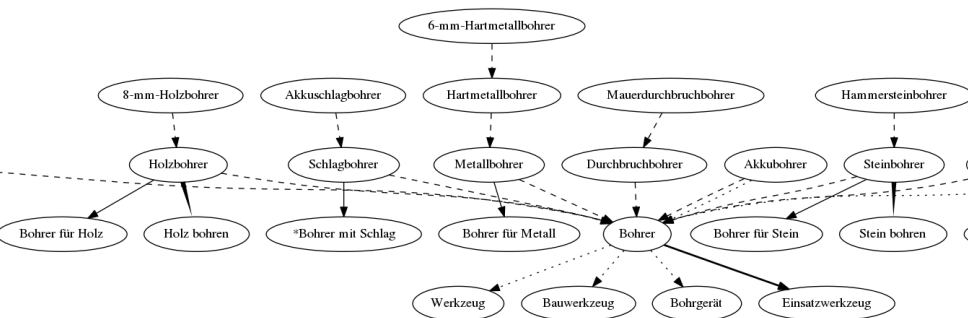 6-mm-Hartmetallbohrer
8-mm-Holzbohrer
Akkuschlagbohrer
Hartmetallbohrer
Mauerdurchbruchbohrer
Hammersteinbohrer
Holzbohrer
Schlagbohrer
Metallbohrer
Durchbruchbohrer
Akkubohrer
Steinbohrer
Bohrer für Holz
Holz bohren
*Bohrer mit Schlag
Bohrer für Metall
Bohrer
Bohrer für Stein
Stein bohren
Werkzeug
Bauwerkzeug
Bohrgerät
Einsatzwerkzeug